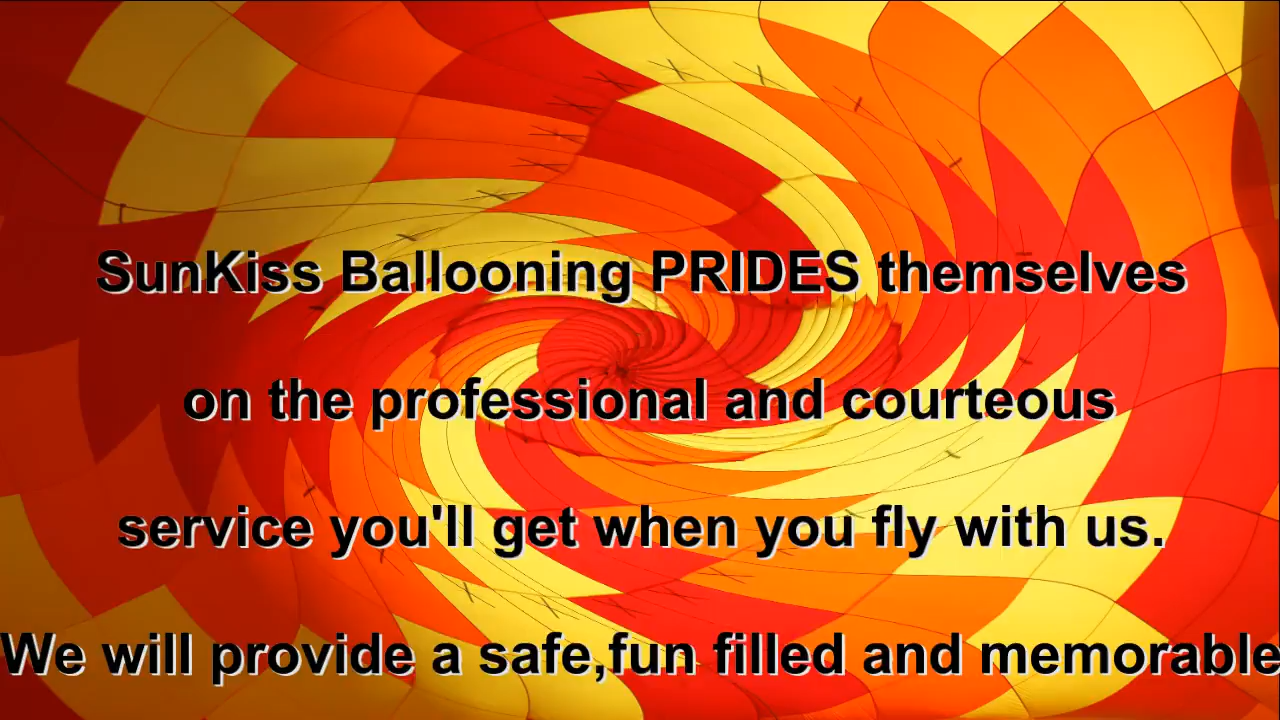 SunKiss Ballooning PRIDES themselves
on the professional and courteous
service you'll get when you fly with us.
We will provide a safe,fun filled and memorable